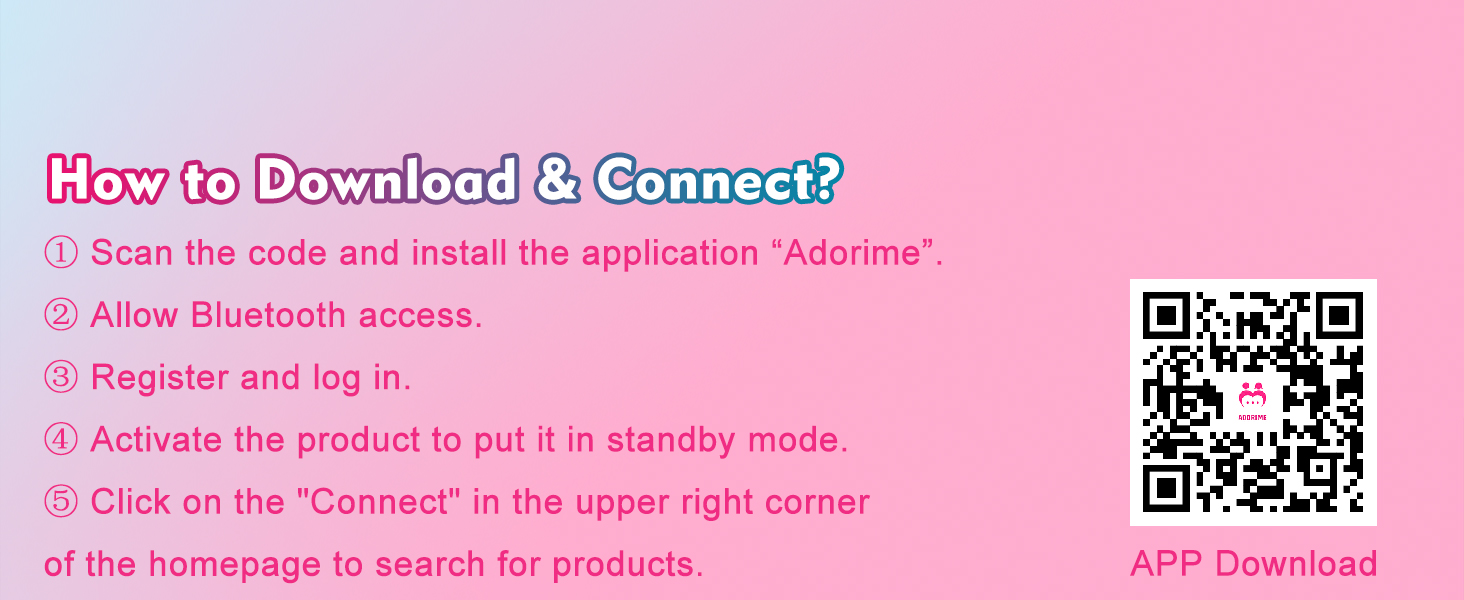 How to Download & Connect?
① Scan the code and install the application “Adorime”.
② Allow Bluetooth access.
③ Register and log in.
④ Activate the product to put it in standby mode.
⑤ Click on the "Connect" in the upper right corner
of the homepage to search for products.
ADORIME
APP Download